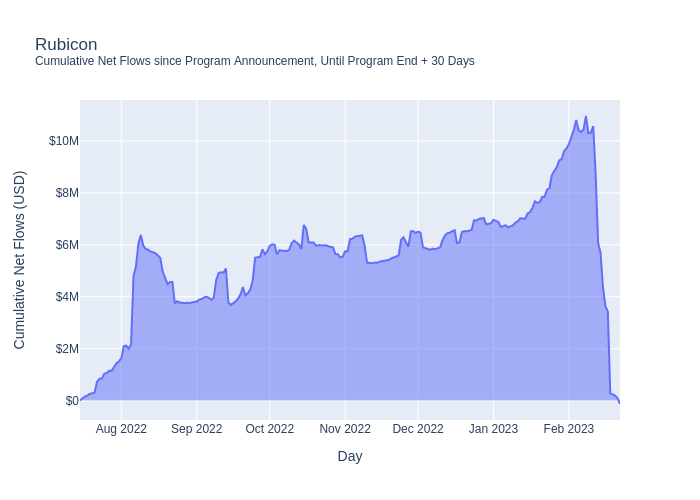 Rubicon
Cumulative Net Flows since Program Announcement, Until Program End + 30 Days
Cumulative Net Flows (USD)
$10M
$8M
$6M
$4M
$2M
$0
Aug 2022 Sep 2022 Oct 2022 Nov 2022 Dec 2022 Jan 2023 Feb 2023
Day